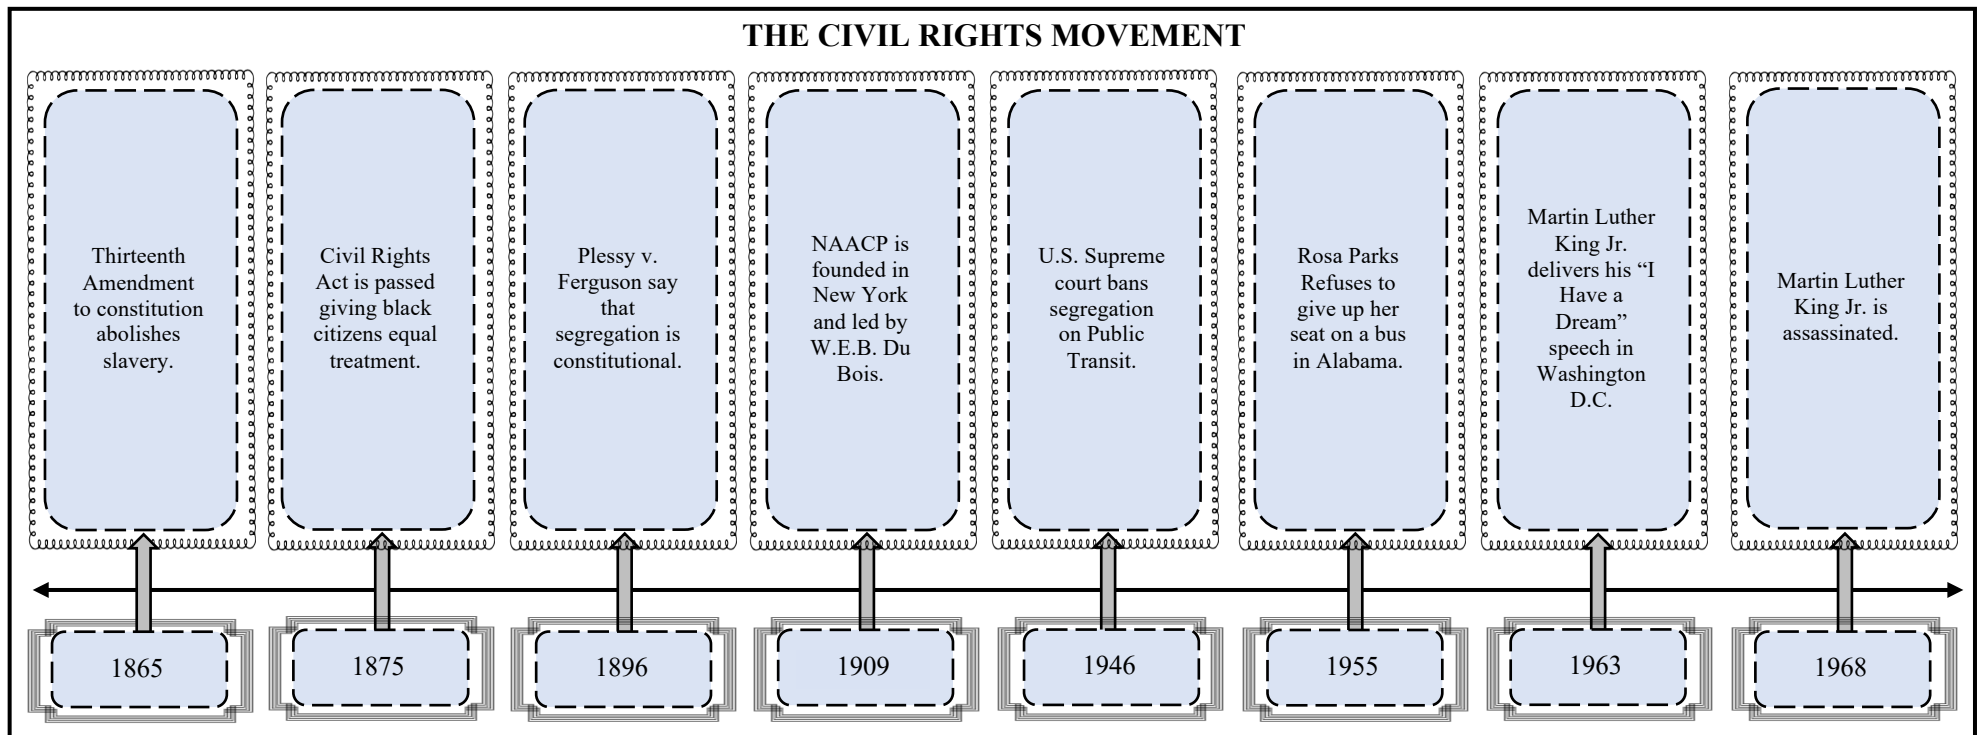 THE CIVIL RIGHTS MOVEMENT
Thirteenth
Amendment
to constitution
abolishes
slavery.
Civil Rights
Act is passed
giving black
citizens equal
treatment.
Plessy v.
Ferguson say
that
segregation is
constitutional.
NAACP is
founded in
New York
and led by
W.E.B. Du
Bois.
U.S. Supreme
court bans
segregation
on Public
Transit.
Rosa Parks
Refuses to
give up her
seat on a bus
in Alabama.
Martin Luther
King Jr.
delivers his “I
Have a
Dream”
speech in
Washington
D.C.
Martin Luther
King Jr. is
assassinated.
1865
1875
1896
1909
1946
1955
1963
1968